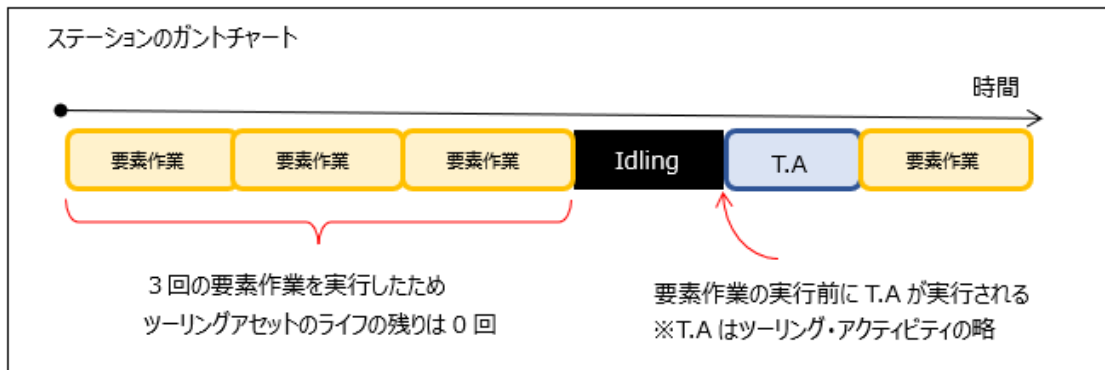 ステーションのガントチャート
時間
要素作業
要素作業
要素作業
Idling
T.A
要素作業
3回の要素作業を実行したため
ツーリングアセットのライフの残りは0回
要素作業の実行前にT.Aが実行される
※T.Aはツーリング・アクティビティの略